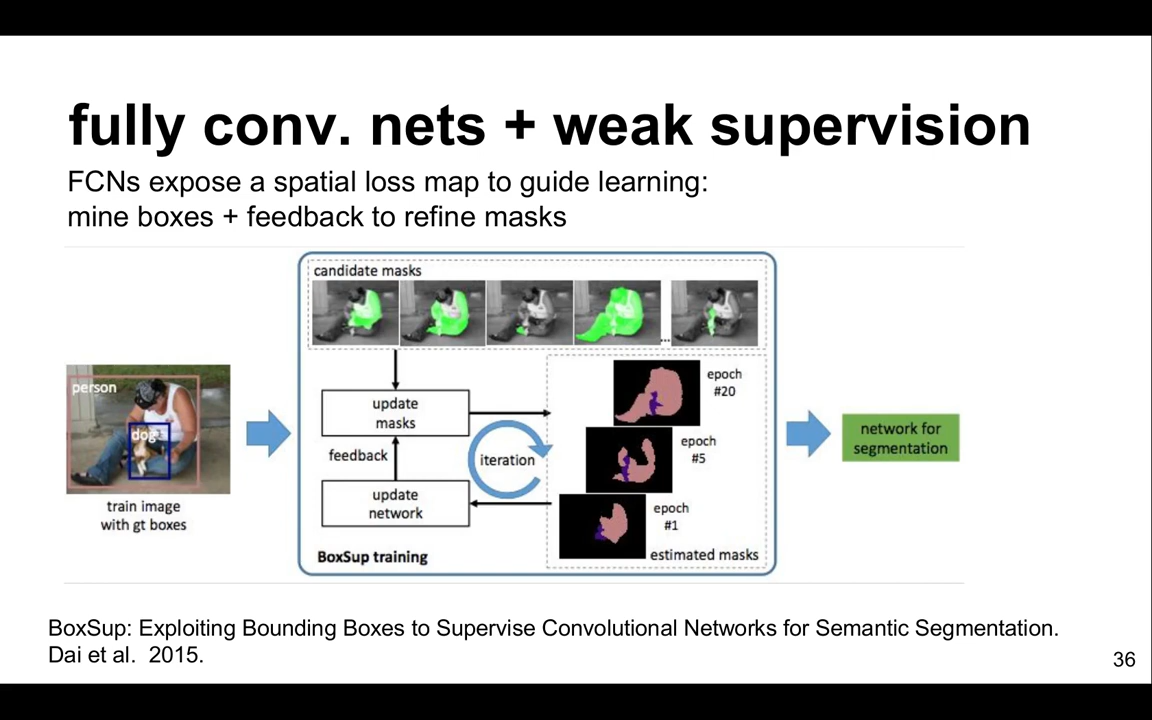 fully conv. nets + weak supervision
FCNs expose a spatial loss map to guide learning:
mine boxes + feedback to refine masks
candidate masks
...
person
dog
train image
with gt boxes
update
masks
feedback
iteration
update
network
BoxSup training
epoch
#20
epoch
#5
epoch
#1
estimated masks
network for
segmentation
BoxSup: Exploiting Bounding Boxes to Supervise Convolutional Networks for Semantic Segmentation.
Dai et al.  2015.
36